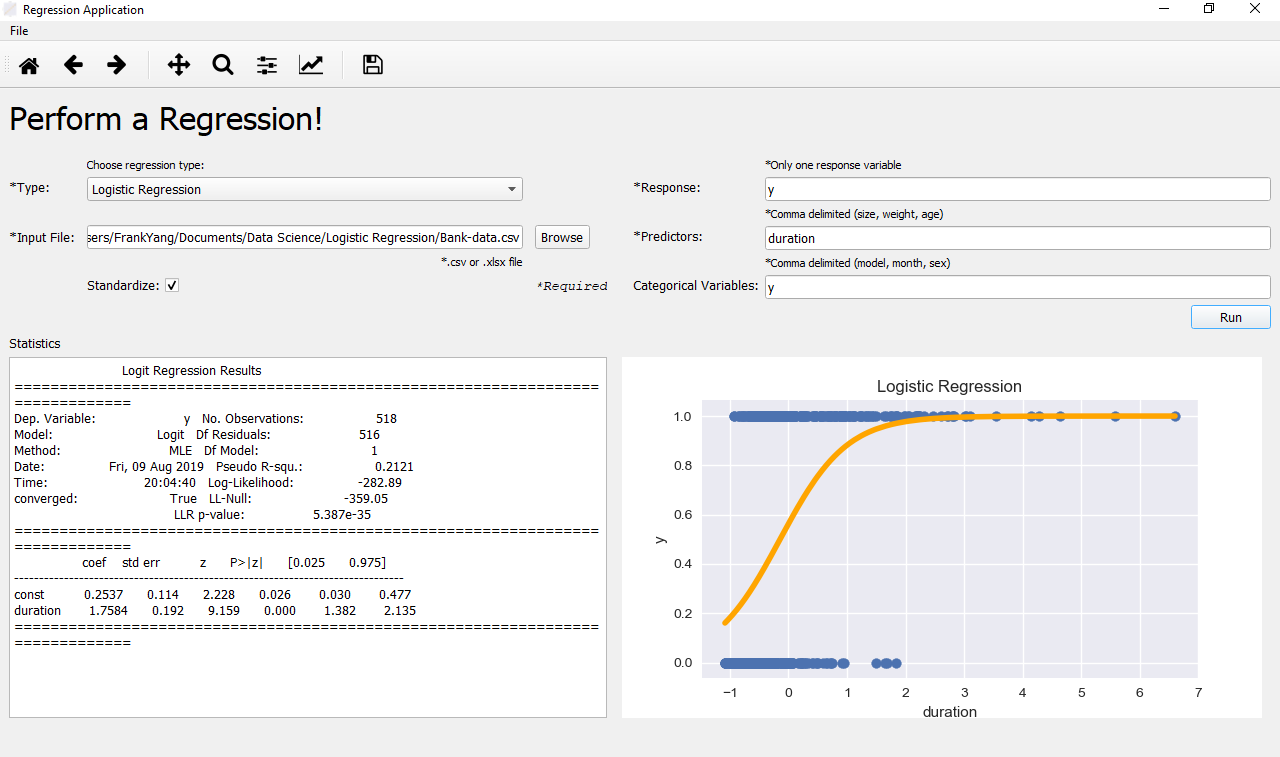 Regression Application
File
Perform a Regression!
Choose regression type:
*Type:
Logistic Regression
*Input File:
sers/FrankYang/Documents/Data Science/Logistic Regression/Bank-data.csv
Browse
*.csv or .xlsx file
Standardize:
*Required
*Only one response variable
*Response:
y
*Comma delimited (size, weight, age)
*Predictors:
duration
*Comma delimited (model, month, sex)
Categorical Variables:
y
Run
Statistics
Logit Regression Results
=================================================================
=============
Dep. Variable: y No. Observations: 518
Model: Logit Df Residuals: 516
Method: MLE Df Model: 1
Date: Fri, 09 Aug 2019 Pseudo R-squ.: 0.2121
Time: 20:04:40 Log-Likelihood: -282.89
converged: True LL-Null: -359.05
LLR p-value: 5.387e-35
=================================================================
=============
coef std err z P>|z| [0.025 0.975]
------------------------------------------------------------------------------
const 0.2537 0.114 2.228 0.026 0.030 0.477
duration 1.7584 0.192 9.159 0.000 1.382 2.135
=================================================================
=============
Logistic Regression
1.0
0.8
0.6
0.4
0.2
0.0
y
−1 0 1 2 3 4 5 6 7
duration